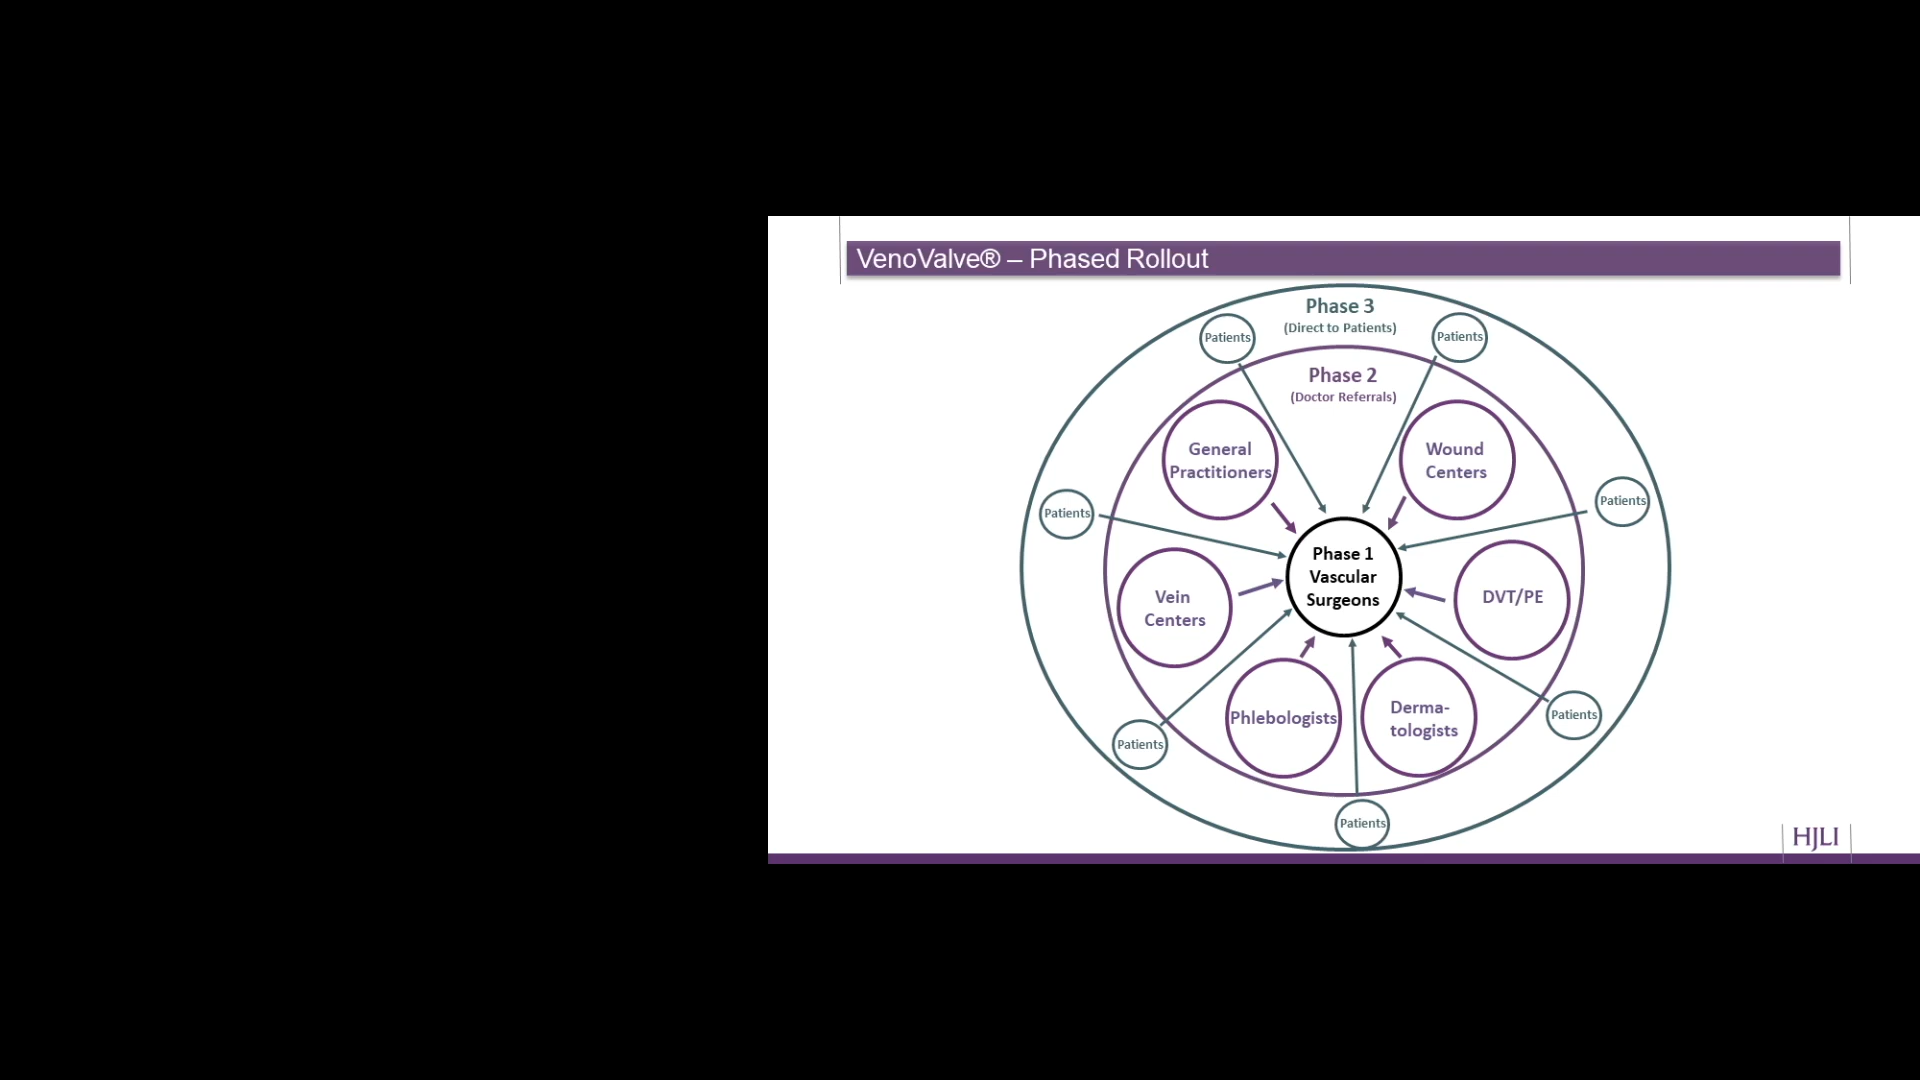 VenoValve® – Phased Rollout
Phase 3
(Direct to Patients)
Patients
Patients
Phase 2
(Doctor Referrals)
General
Practitioners
Wound
Centers
Patients
Patients
Phase 1
Vascular
Surgeons
Vein
Centers
DVT/PE
Phlebologists
Derma-
tologists
Patients
Patients
Patients
HJLI